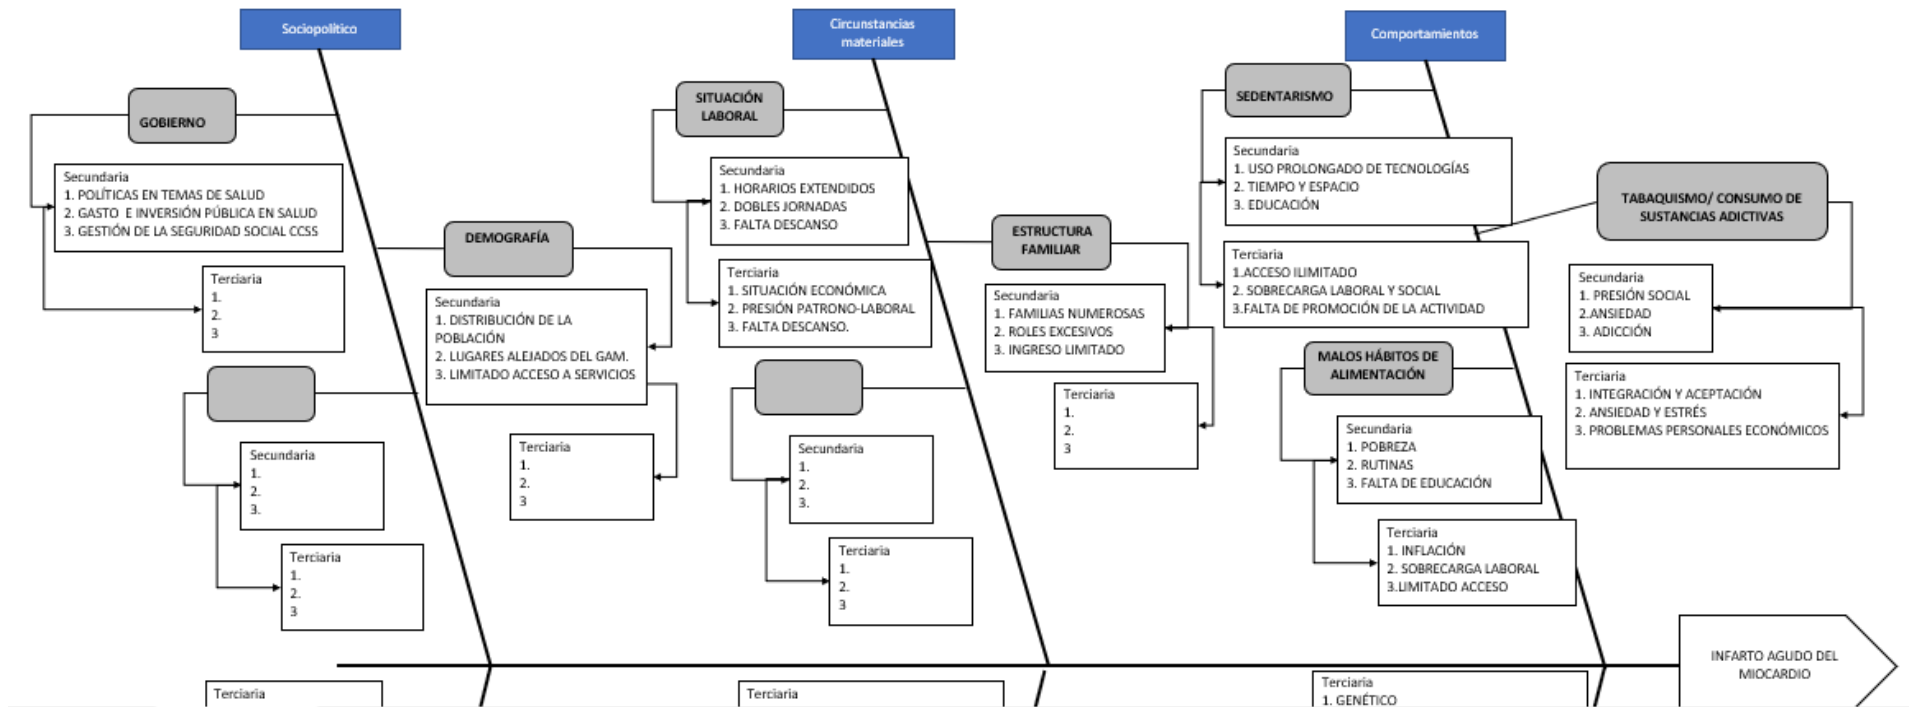 Sociopolítico
GOBIERNO
Secundaria
1. POLÍTICAS EN TEMAS DE SALUD
2. GASTO E INVERSIÓN PÚBLICA EN SALUD
3. GESTIÓN DE LA SEGURIDAD SOCIAL CCSS
Terciaria
1.
2.
3
DEMOGRAFÍA
Secundaria
1. DISTRIBUCIÓN DE LA
POBLACIÓN
2. LUGARES ALEJADOS DEL GAM.
3. LIMITADO ACCESO A SERVICIOS
Terciaria
1.
2.
3
Secundaria
1.
2.
3.
Terciaria
1.
2.
3
Circunstancias
materiales
SITUACIÓN
LABORAL
Secundaria
1. HORARIOS EXTENDIDOS
2. DOBLES JORNADAS
3. FALTA DESCANSO
Terciaria
1. SITUACIÓN ECONÓMICA
2. PRESIÓN PATRONO-LABORAL
3. FALTA DESCANSO.
ESTRUCTURA
FAMILIAR
Secundaria
1. FAMILIAS NUMEROSAS
2. ROLES EXCESIVOS
3. INGRESO LIMITADO
Terciaria
1.
2.
3
Secundaria
1.
2.
3.
Terciaria
1.
2.
3
Comportamientos
SEDENTARISMO
Secundaria
1. USO PROLONGADO DE TECNOLOGÍAS
2. TIEMPO Y ESPACIO
3. EDUCACIÓN
Terciaria
1.ACCESO ILIMITADO
2. SOBRECARGA LABORAL Y SOCIAL
3.FALTA DE PROMOCIÓN DE LA ACTIVIDAD
TABAQUISMO/ CONSUMO DE
SUSTANCIAS ADICTIVAS
Secundaria
1. PRESIÓN SOCIAL
2.ANSIEDAD
3. ADICCIÓN
Terciaria
1. INTEGRACIÓN Y ACEPTACIÓN
2. ANSIEDAD Y ESTRÉS
3. PROBLEMAS PERSONALES ECONÓMICOS
MALOS HÁBITOS DE
ALIMENTACIÓN
Secundaria
1. POBREZA
2. RUTINAS
3. FALTA DE EDUCACIÓN
Terciaria
1. INFLACIÓN
2. SOBRECARGA LABORAL
3.LIMITADO ACCESO
INFARTO AGUDO DEL
MIOCARDIO
Terciaria
Terciaria
Terciaria
1. GENÉTICO